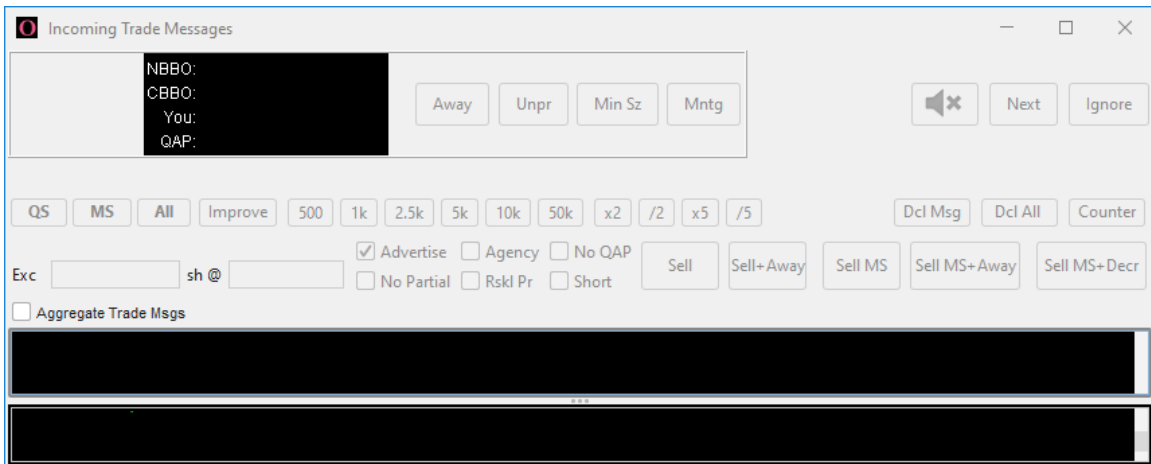 O Incoming Trade Messages
NBBO:
CBBO:
You:
QAP:
Away Unpr Min Sz Mntg
Next Ignore
QS MS All Improve 500 1k 2.5k 5k 10k 50k x2 /2 x5 /5 Dcl Msg Dcl All Counter
Exc sh @
Advertise Agency No QAP
No Partial Rskl Pr Short
Sell Sell+Away Sell MS Sell MS+Away Sell MS+Decr
Aggregate Trade Msgs